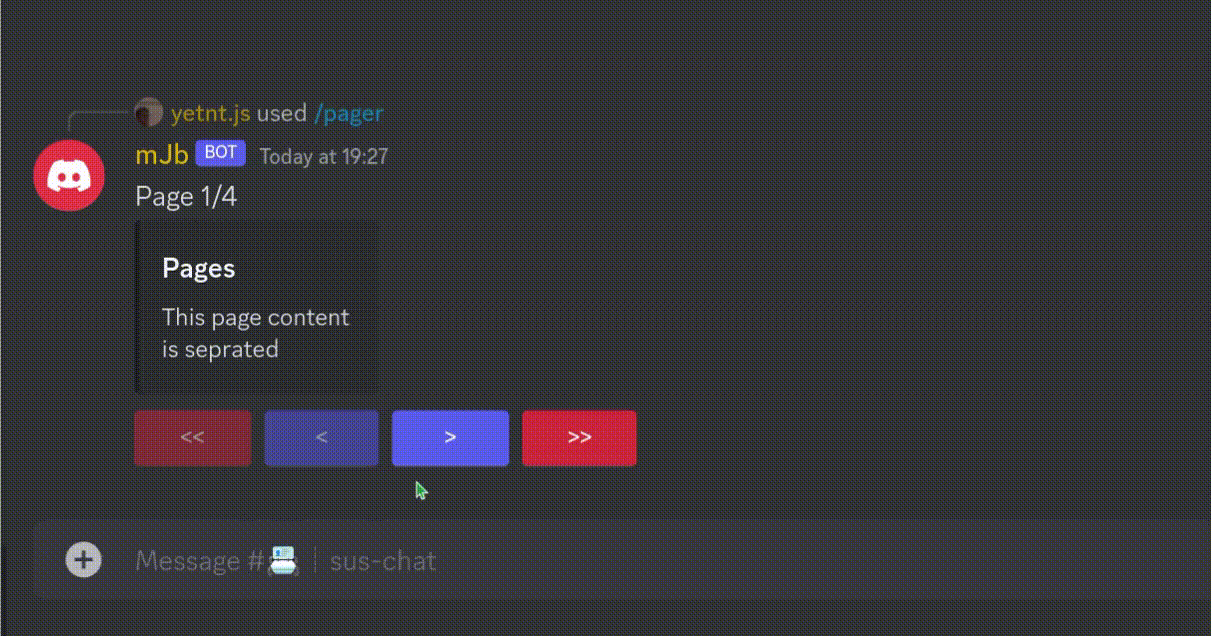 yetnt.js used /pager
mJb BOT Today at 19:27
Page 1/4
Pages
This page content
is seprated
<< < > >>
Message # | sus-chat